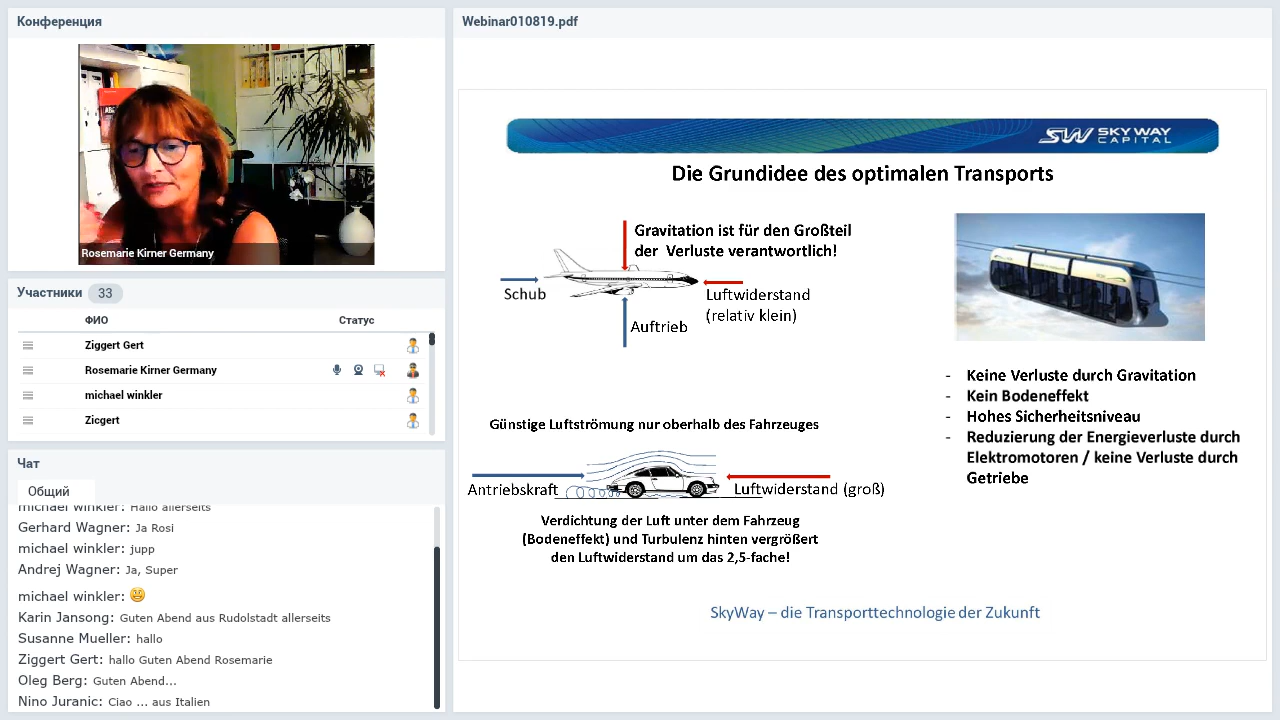 Конференция
Rosemarie Kirner Germany
Участники 33
ФИО Статус
Ziggert Gert
Rosemarie Kirner Germany
michael winkler
Zicgert
Чат
Общий
michael winkler: Hallo allerseits
Gerhard Wagner: Ja Rosi
michael winkler: jupp
Andrej Wagner: Ja, Super
michael winkler:
Karin Jansong: Guten Abend aus Rudolstadt allerseits
Susanne Mueller: hallo
Ziggert Gert: hallo Guten Abend Rosemarie
Oleg Berg: Guten Abend...
Nino Juranic: Ciao ... aus Italien
Webinar010819.pdf
SW SKY WAY
CAPITAL
Die Grundidee des optimalen Transports
Gravitation ist für den Großteil
der Verluste verantwortlich!
Schub
Luftwiderstand
(relativ klein)
Auftrieb
Günstige Luftströmung nur oberhalb des Fahrzeuges
Antriebskraft
Luftwiderstand (groß)
Verdichtung der Luft unter dem Fahrzeug
(Bodeneffekt) und Turbulenz hinten vergrößert
den Luftwiderstand um das 2,5-fache!
- Keine Verluste durch Gravitation
- Kein Bodeneffekt
- Hohes Sicherheitsniveau
- Reduzierung der Energieverluste durch
Elektromotoren / keine Verluste durch
Getriebe
SkyWay – die Transporttechnologie der Zukunft